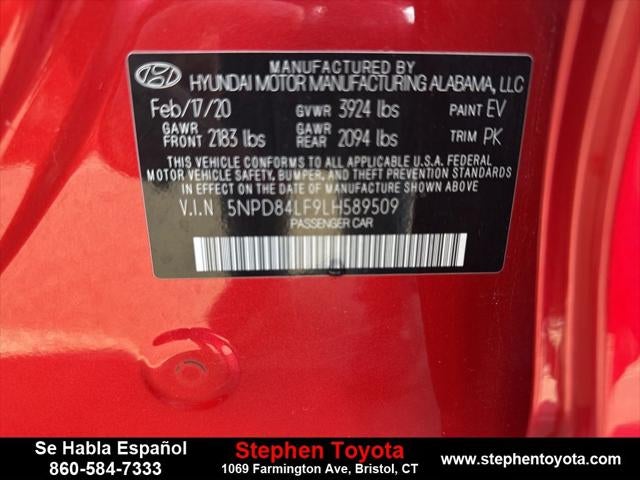 MANUFACTURED BY
HYUNDAI MOTOR MANUFACTURING ALABAMA, LLC
Feb/17/20 GVWR 3924 lbs PAINT EV
GAWR FRONT 2183 lbs GAWR REAR 2094 lbs TRIM PK
THIS VEHICLE CONFORMS TO ALL APPLICABLE U.S.A. FEDERAL
MOTOR VEHICLE SAFETY, BUMPER, AND THEFT PREVENTION STANDARDS
IN EFFECT ON THE DATE OF MANUFACTURE SHOWN ABOVE.
V.I.N 5NPD84LF9LH589509
PASSENGER CAR
Se Habla Español
860-584-7333
Stephen Toyota
1069 Farmington Ave, Bristol, CT
www.stephentoyota.com